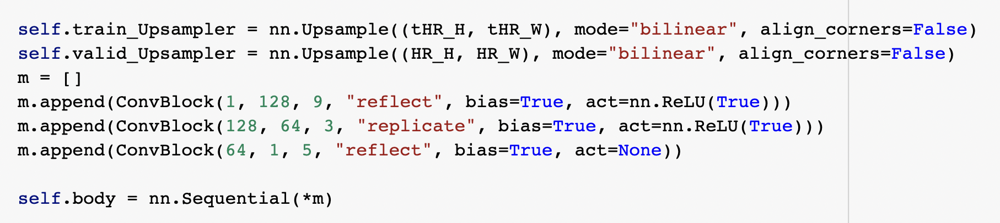 self.train_Upsampler = nn.Upsample((tHR_H, tHR_W), mode="bilinear", align_corners=False)
self.valid_Upsampler = nn.Upsample((HR_H, HR_W), mode="bilinear", align_corners=False)
m = []
m.append(ConvBlock(1, 128, 9, "reflect", bias=True, act=nn.ReLU(True)))
m.append(ConvBlock(128, 64, 3, "replicate", bias=True, act=nn.ReLU(True)))
m.append(ConvBlock(64, 1, 5, "reflect", bias=True, act=None))
self.body = nn.Sequential(*m)